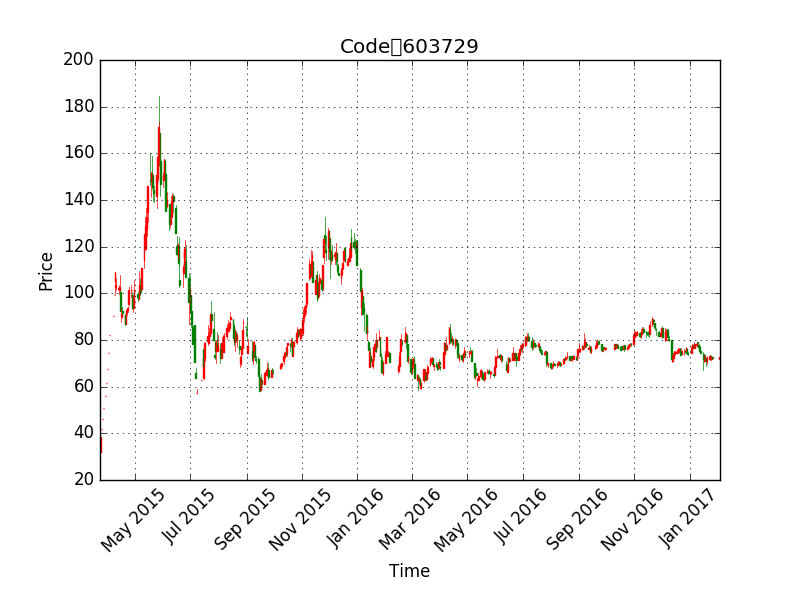 Code▯603729
200
180
160
140
120
100
80
60
40
20
Price
May 2015
Jul 2015
Sep 2015
Nov 2015
Jan 2016
Mar 2016
May 2016
Jul 2016
Sep 2016
Nov 2016
Jan 2017
Time